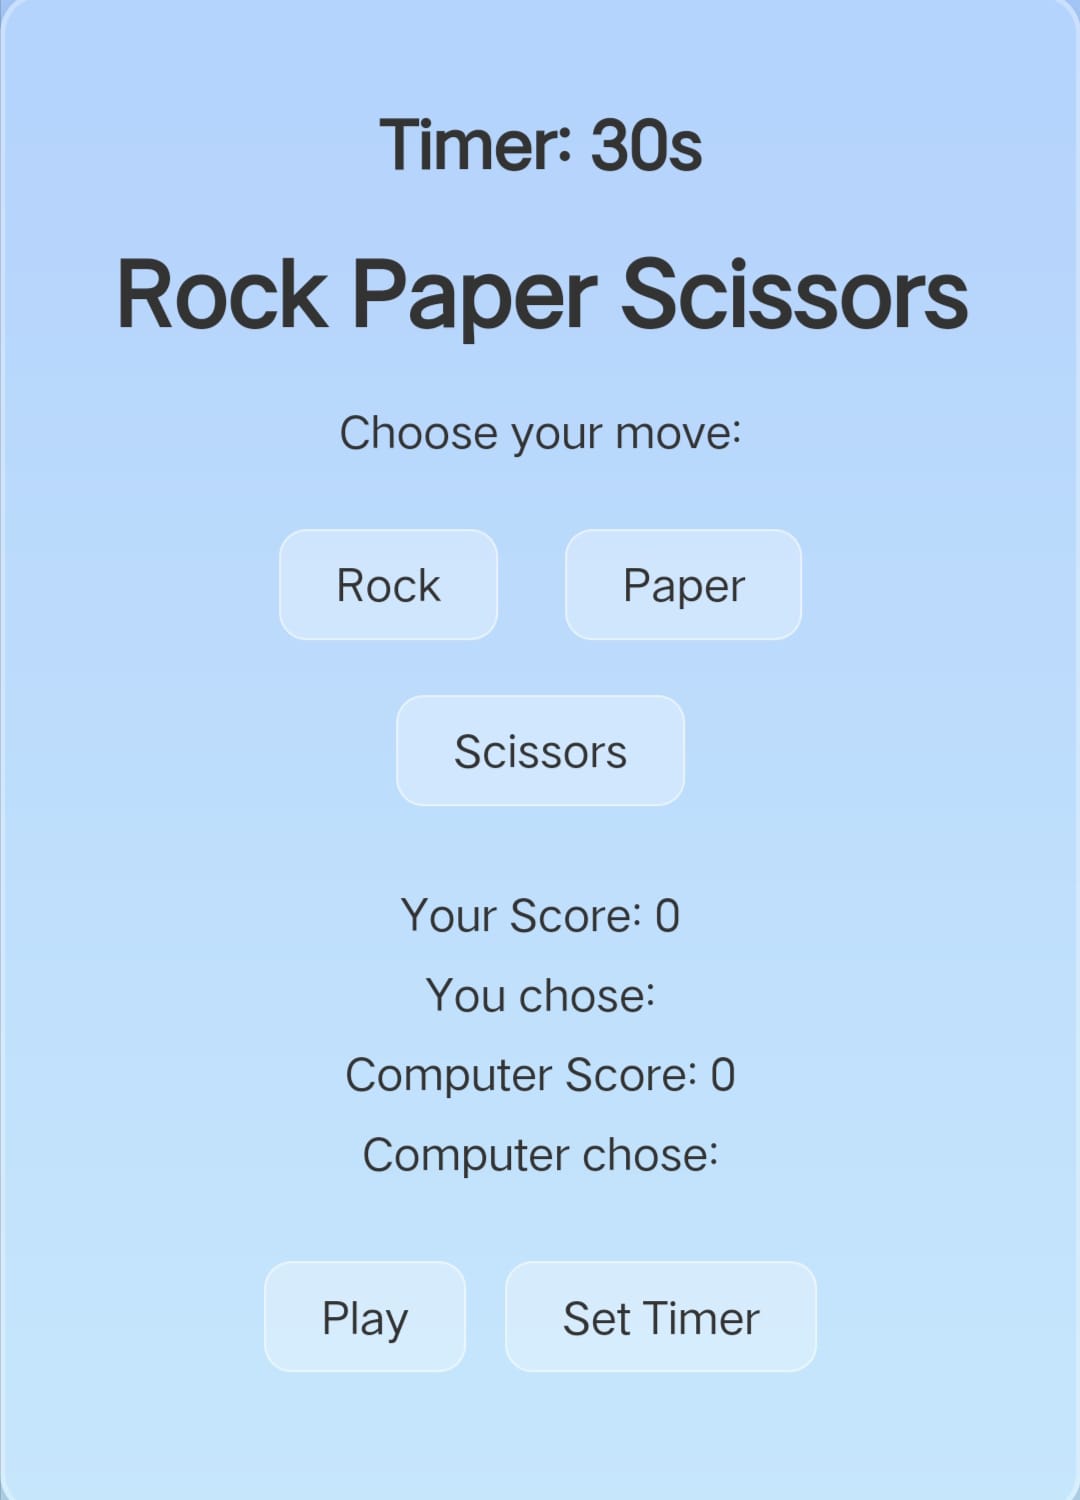 Timer: 30s
Rock Paper Scissors
Choose your move:
Rock Paper
Scissors
Your Score: 0
You chose:
Computer Score: 0
Computer chose:
Play Set Timer